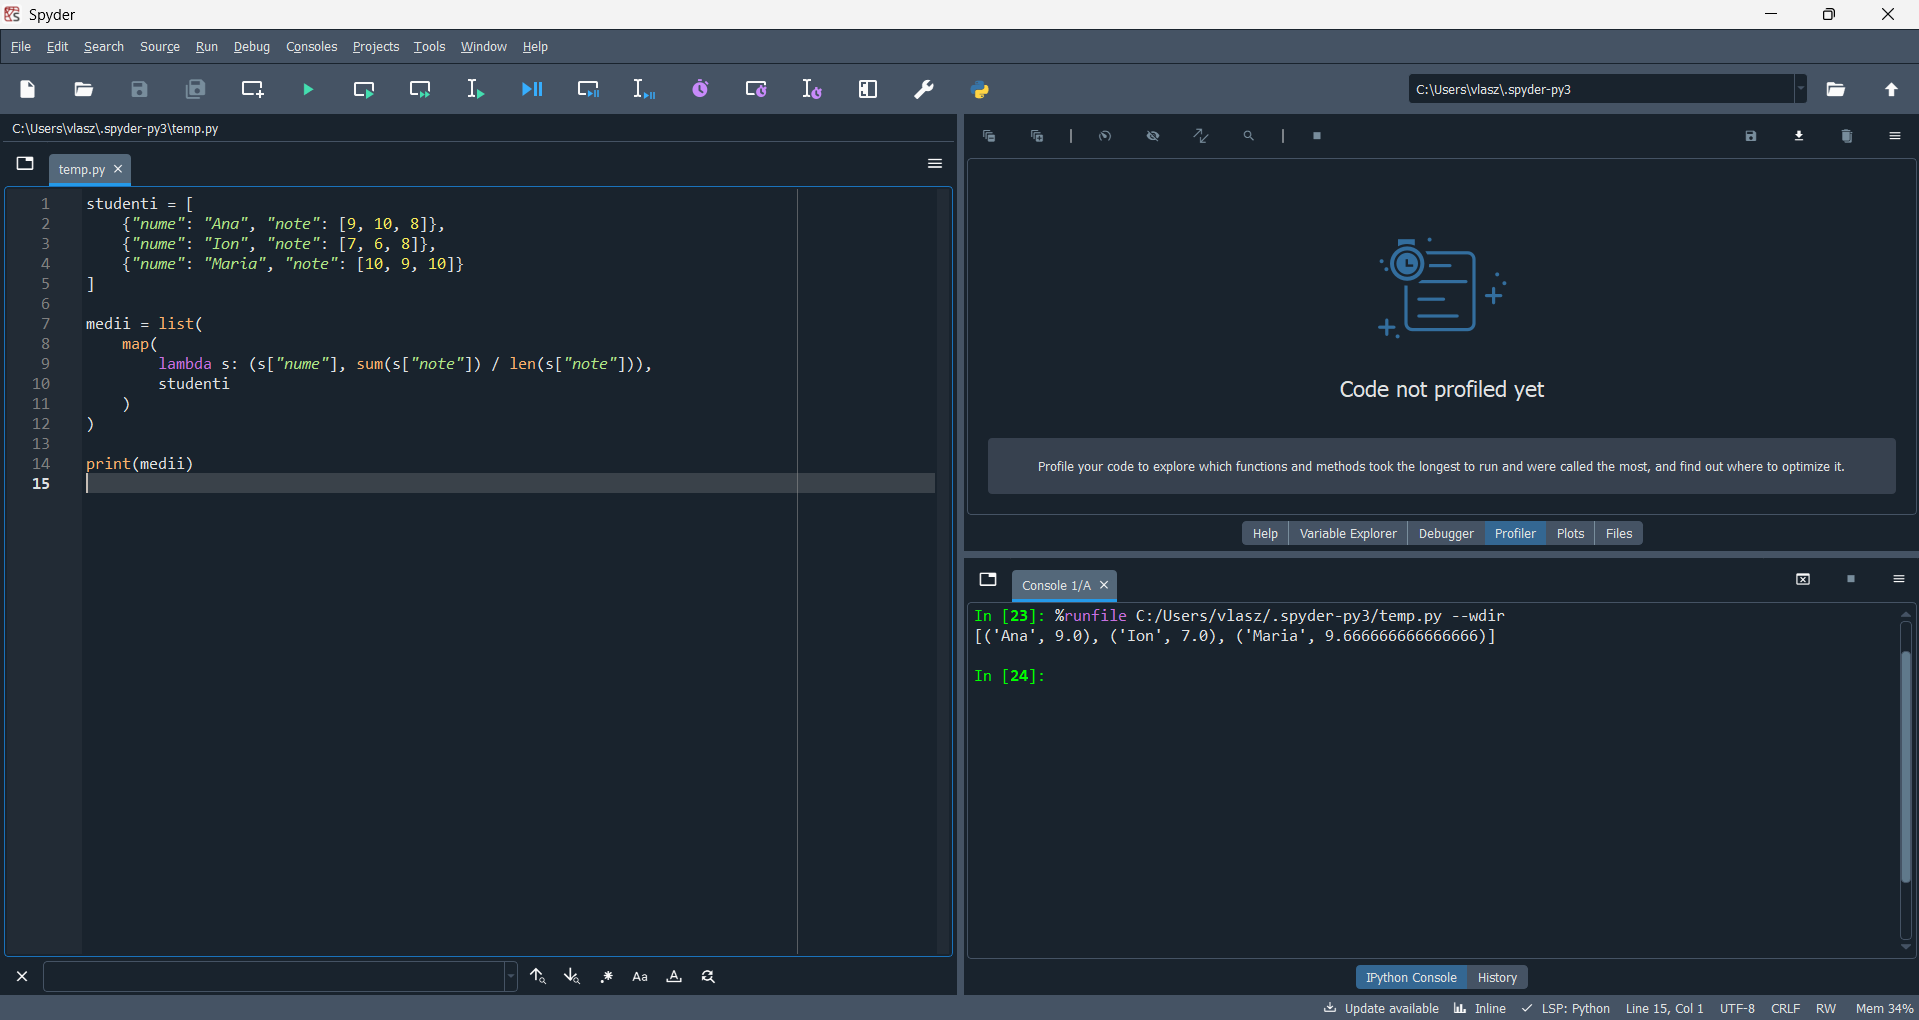 Spyder
File Edit Search Source Run Debug Consoles Projects Tools Window Help
C:\Users\vlasz\.spyder-py3
C:\Users\vlasz\.spyder-py3\temp.py
temp.py
1 studenti = [
2     {"nume": "Ana", "note": [9, 10, 8]},
3     {"nume": "Ion", "note": [7, 6, 8]},
4     {"nume": "Maria", "note": [10, 9, 10]}
5 ]
6
7 medii = list(
8     map(
9         lambda s: (s["nume"], sum(s["note"]) / len(s["note"])),
10         studenti
11     )
12 )
13
14 print(medii)
15
Aa
Code not profiled yet
Profile your code to explore which functions and methods took the longest to run and were called the most, and find out where to optimize it.
Help Variable Explorer Debugger Profiler Plots Files
Console 1/A
In [23]: %runfile C:/Users/vlasz/.spyder-py3/temp.py --wdir
[('Ana', 9.0), ('Ion', 7.0), ('Maria', 9.666666666666666)]
In [24]:
IPython Console History
Update available Inline LSP: Python Line 15, Col 1 UTF-8 CRLF RW Mem 34%